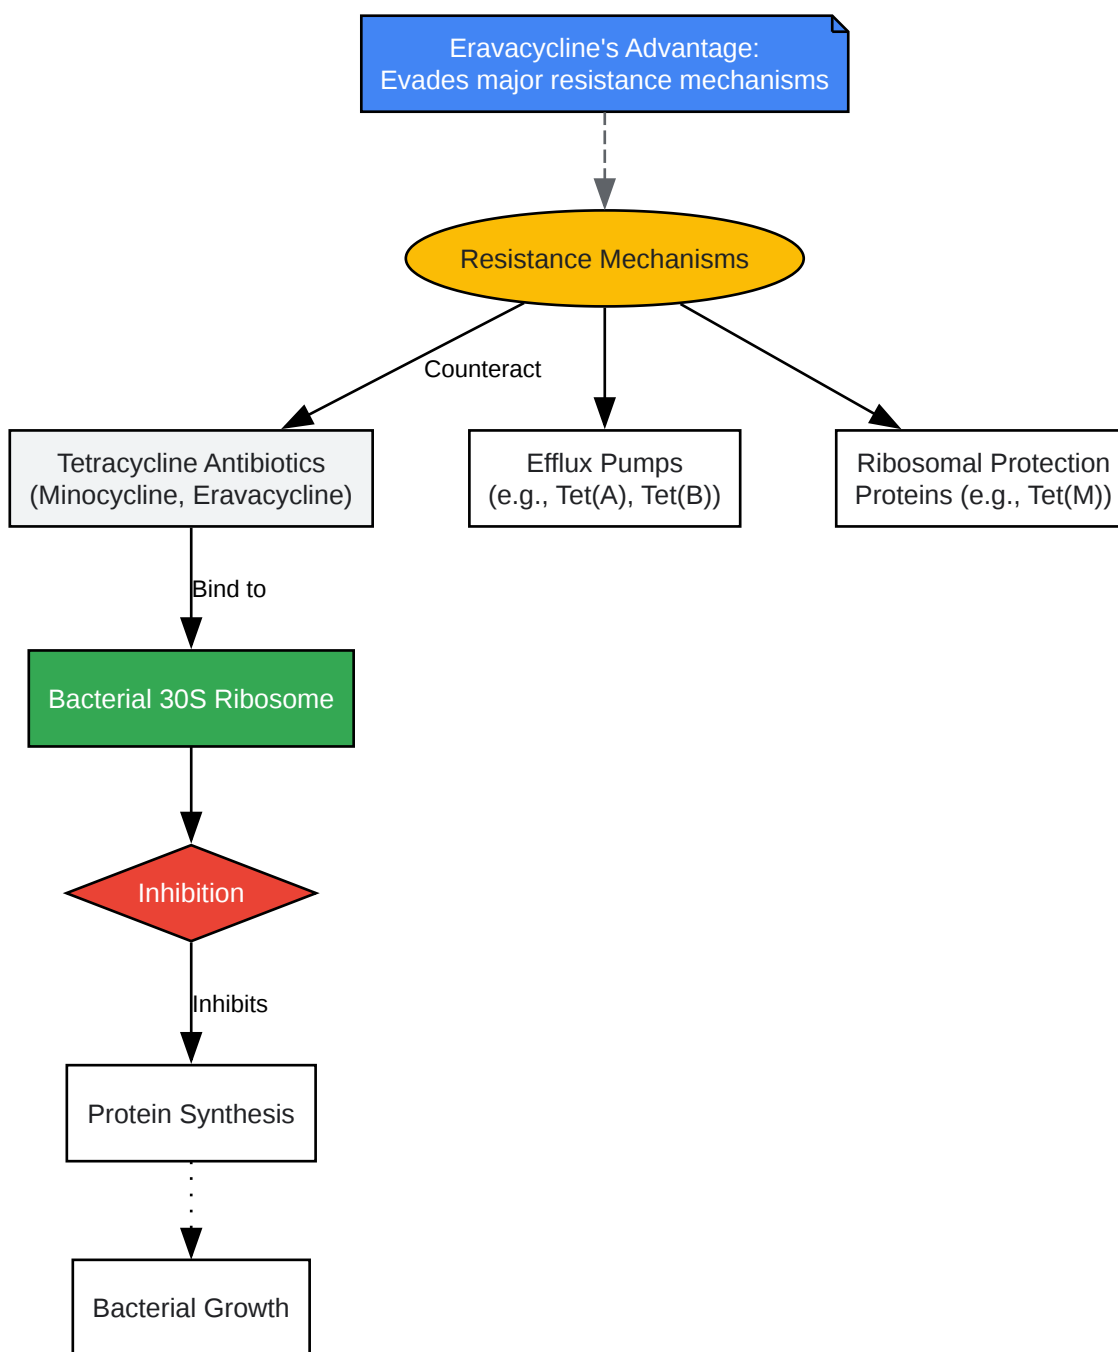 Eravacycline's Advantage:
Evades major resistance mechanisms
Resistance Mechanisms
Counteract
Tetracycline Antibiotics
(Minocycline, Eravacycline)
Efflux Pumps
(e.g., Tet(A), Tet(B))
Ribosomal Protection
Proteins (e.g., Tet(M))
Bind to
Bacterial 30S Ribosome
Inhibition
Inhibits
Protein Synthesis
Bacterial Growth